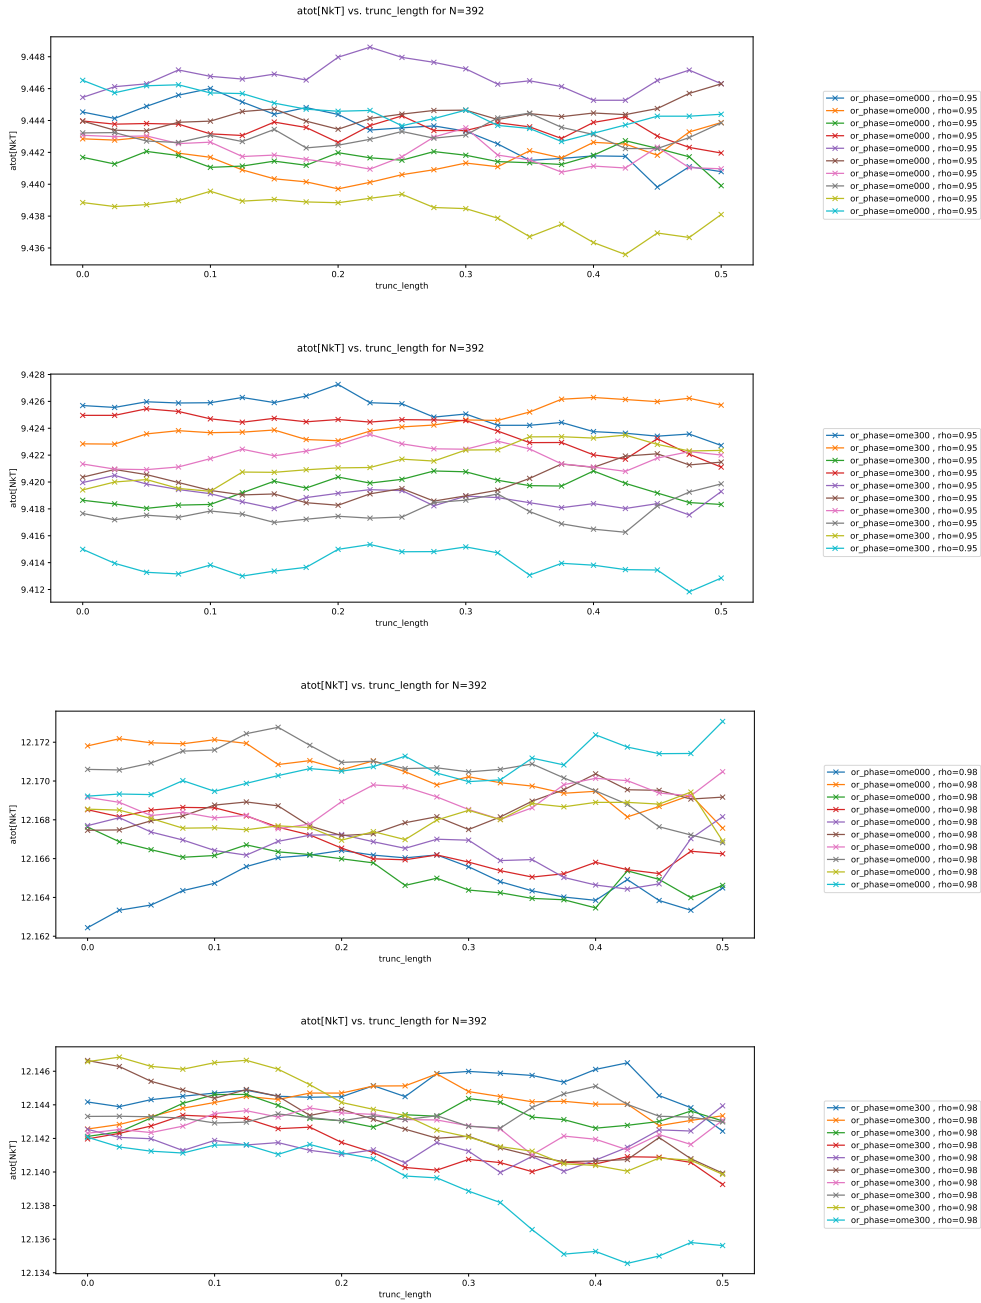 atot[NkT] vs. trunc_length for N=392
9.448
9.446
9.444
9.442
9.440
9.438
9.436
atot[NkT]
0.0 0.1 0.2 0.3 0.4 0.5
trunc_length
or_phase=ome000 , rho=0.95
or_phase=ome000 , rho=0.95
or_phase=ome000 , rho=0.95
or_phase=ome000 , rho=0.95
or_phase=ome000 , rho=0.95
or_phase=ome000 , rho=0.95
or_phase=ome000 , rho=0.95
or_phase=ome000 , rho=0.95
or_phase=ome000 , rho=0.95
or_phase=ome000 , rho=0.95
atot[NkT] vs. trunc_length for N=392
9.428
9.426
9.424
9.422
9.420
9.418
9.416
9.414
9.412
atot[NkT]
0.0 0.1 0.2 0.3 0.4 0.5
trunc_length
or_phase=ome300 , rho=0.95
or_phase=ome300 , rho=0.95
or_phase=ome300 , rho=0.95
or_phase=ome300 , rho=0.95
or_phase=ome300 , rho=0.95
or_phase=ome300 , rho=0.95
or_phase=ome300 , rho=0.95
or_phase=ome300 , rho=0.95
or_phase=ome300 , rho=0.95
or_phase=ome300 , rho=0.95
atot[NkT] vs. trunc_length for N=392
12.172
12.170
12.168
12.166
12.164
12.162
atot[NkT]
0.0 0.1 0.2 0.3 0.4 0.5
trunc_length
or_phase=ome000 , rho=0.98
or_phase=ome000 , rho=0.98
or_phase=ome000 , rho=0.98
or_phase=ome000 , rho=0.98
or_phase=ome000 , rho=0.98
or_phase=ome000 , rho=0.98
or_phase=ome000 , rho=0.98
or_phase=ome000 , rho=0.98
or_phase=ome000 , rho=0.98
or_phase=ome000 , rho=0.98
atot[NkT] vs. trunc_length for N=392
12.146
12.144
12.142
12.140
12.138
12.136
12.134
atot[NkT]
0.0 0.1 0.2 0.3 0.4 0.5
trunc_length
or_phase=ome300 , rho=0.98
or_phase=ome300 , rho=0.98
or_phase=ome300 , rho=0.98
or_phase=ome300 , rho=0.98
or_phase=ome300 , rho=0.98
or_phase=ome300 , rho=0.98
or_phase=ome300 , rho=0.98
or_phase=ome300 , rho=0.98
or_phase=ome300 , rho=0.98
or_phase=ome300 , rho=0.98